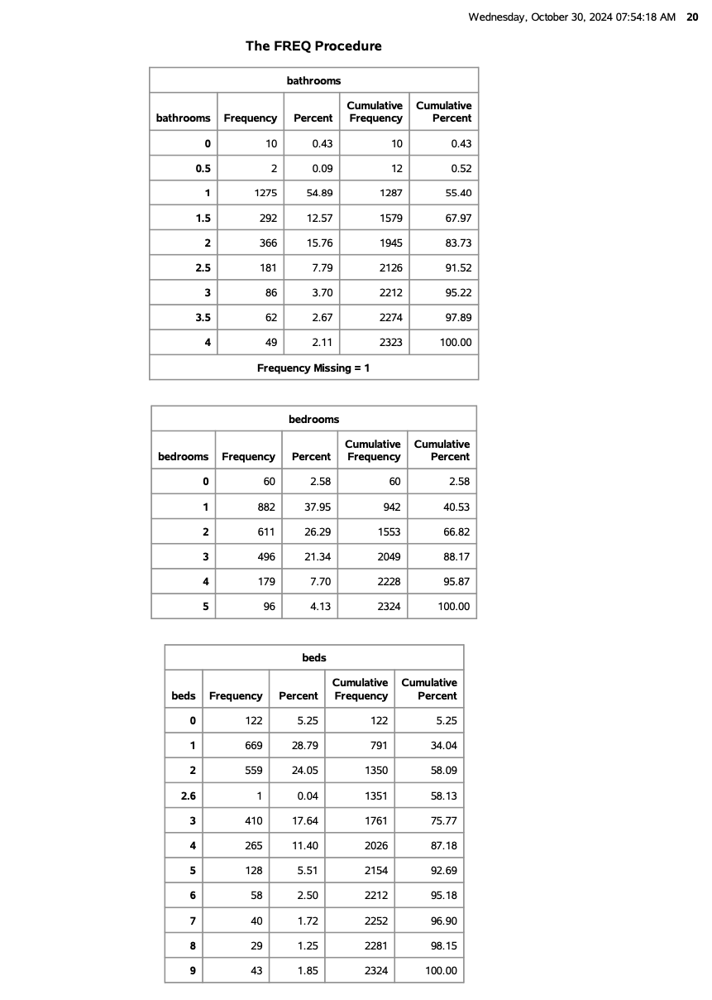 Wednesday, October 30, 2024 07:54:18 AM 20
The FREQ Procedure
bathrooms
bathrooms Frequency Percent Cumulative Frequency Cumulative Percent
0 10 0.43 10 0.43
0.5 2 0.09 12 0.52
1 1275 54.89 1287 55.40
1.5 292 12.57 1579 67.97
2 366 15.76 1945 83.73
2.5 181 7.79 2126 91.52
3 86 3.70 2212 95.22
3.5 62 2.67 2274 97.89
4 49 2.11 2323 100.00
Frequency Missing = 1
bedrooms
bedrooms Frequency Percent Cumulative Frequency Cumulative Percent
0 60 2.58 60 2.58
1 882 37.95 942 40.53
2 611 26.29 1553 66.82
3 496 21.34 2049 88.17
4 179 7.70 2228 95.87
5 96 4.13 2324 100.00
beds
beds Frequency Percent Cumulative Frequency Cumulative Percent
0 122 5.25 122 5.25
1 669 28.79 791 34.04
2 559 24.05 1350 58.09
2.6 1 0.04 1351 58.13
3 410 17.64 1761 75.77
4 265 11.40 2026 87.18
5 128 5.51 2154 92.69
6 58 2.50 2212 95.18
7 40 1.72 2252 96.90
8 29 1.25 2281 98.15
9 43 1.85 2324 100.00